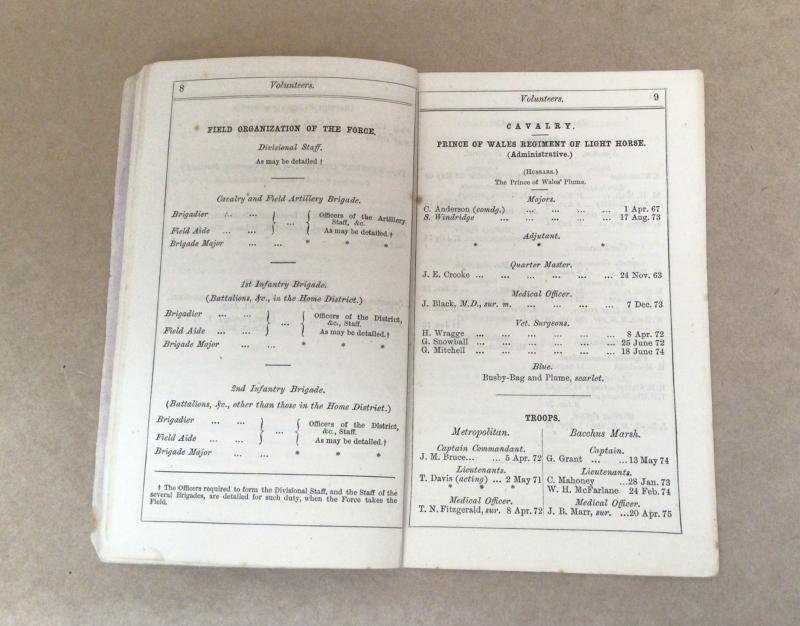 8
Volunteers.
FIELD ORGANIZATION OF THE FORCE.
Divisional Staff.
As may be detailed †
Cavalry and Field Artillery Brigade.
Brigadier ... ... } ... { Officers of the Artillery Staff, &c.
Field Aide ... ... } ... { As may be detailed.†
Brigade Major ... ... * * *
1st Infantry Brigade.
(Battalions, &c., in the Home District.)
Brigadier ... ... } ... { Officers of the District, &c., Staff.
Field Aide ... ... } ... { As may be detailed.†
Brigade Major ... ... * * *
2nd Infantry Brigade.
(Battalions, &c., other than those in the Home District.)
Brigadier ... ... } ... { Officers of the District, &c., Staff.
Field Aide ... ... } ... { As may be detailed.†
Brigade Major ... ... * * *
† The Officers required to form the Divisional Staff, and the Staff of the
several Brigades, are detailed for such duty, when the Force takes the
Field.
Volunteers.
9
CAVALRY.
PRINCE OF WALES REGIMENT OF LIGHT HORSE.
(Administrative.)
(HUSSARS.)
The Prince of Wales' Plume.
Majors.
C. Anderson (comdg.) ... ... ... ... 1 Apr. 67
S. Windridge ... ... ... ... ... 17 Aug. 73
Adjutant.
* * *
Quarter Master.
J. E. Crooke ... ... ... ... ... ... 24 Nov. 63
Medical Officer.
J. Black, M.D., sur. m. ... ... ... ... 7 Dec. 73
Vet. Surgeons.
H. Wragge ... ... ... ... ... ... 8 Apr. 72
G. Snowball ... ... ... ... ... ... 25 June 72
G. Mitchell ... ... ... ... ... ... 18 June 74
Blue.
Busby-Bag and Plume, scarlet.
TROOPS.
Metropolitan.
Captain Commandant.
J. M. Bruce... ... 5 Apr. 72
Lieutenants.
T. Davis (acting) ... 2 May 71
* * *
Medical Officer.
T. N. Fitzgerald, sur. 8 Apr. 72
Bacchus Marsh.
Captain.
G. Grant ... ... 13 May 74
Lieutenants.
C. Mahoney ...28 Jan. 73
W. H. McFarlane 24 Feb. 74
Medical Officer.
J. B. Marr, sur. ...20 Apr. 75